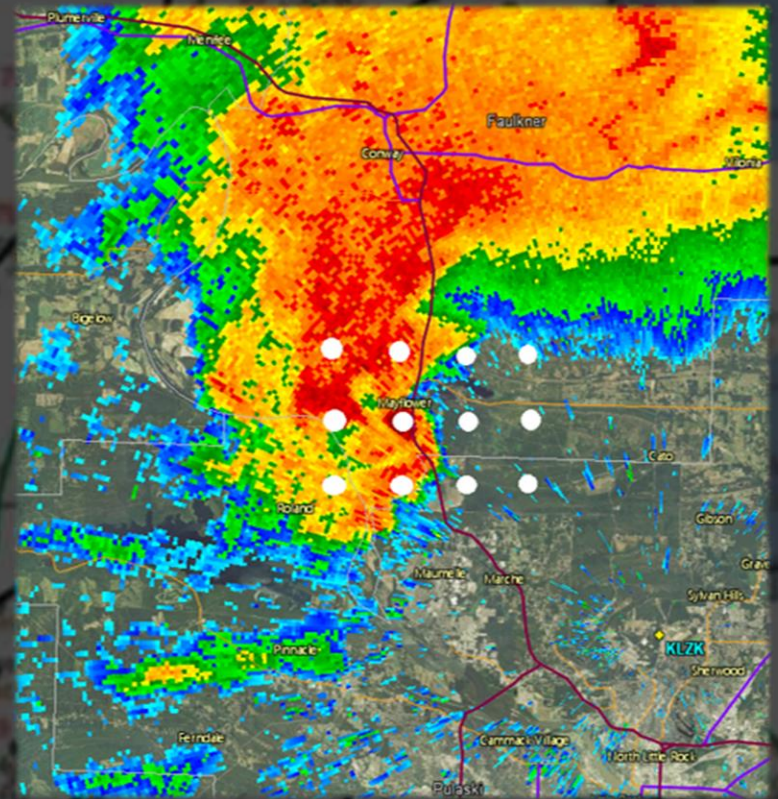 Plumerville
Menifee
Faulkner
Conway
Vilonia
Bigelow
Mayflower
Cato
Roland
Gibson
Maumelle
Marche
Grave
Sylvan Hills
Pinnacle
KLZK
Sherwood
Ferndale
Cammack Village
North Little Rock
Pulaski